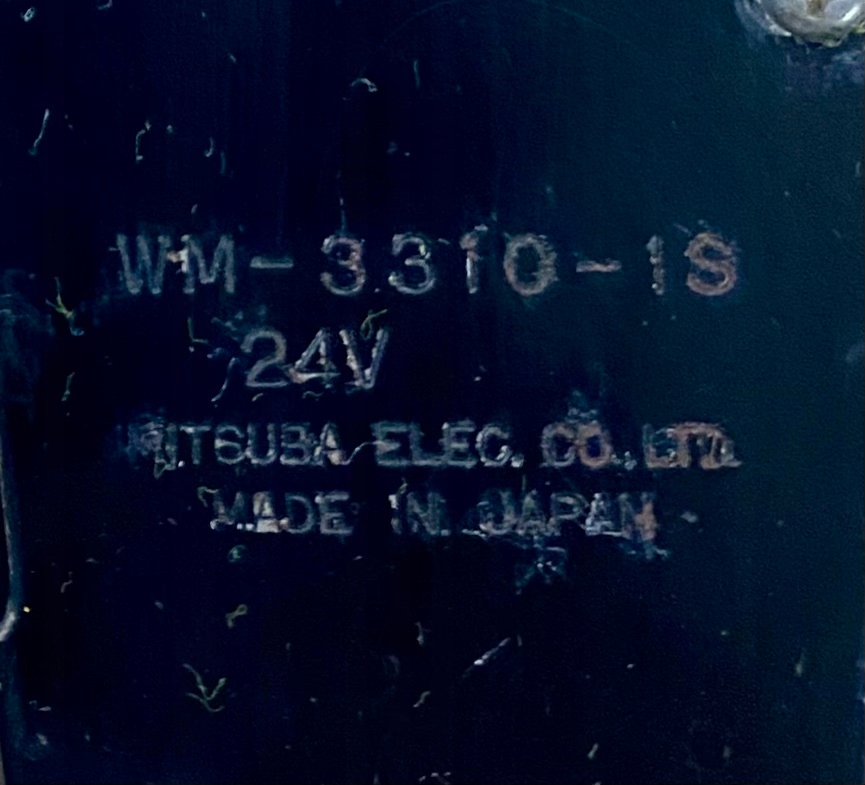 WM-3310-1S
24V
MITSUBA ELEC. CO.,LTD.
MADE IN JAPAN